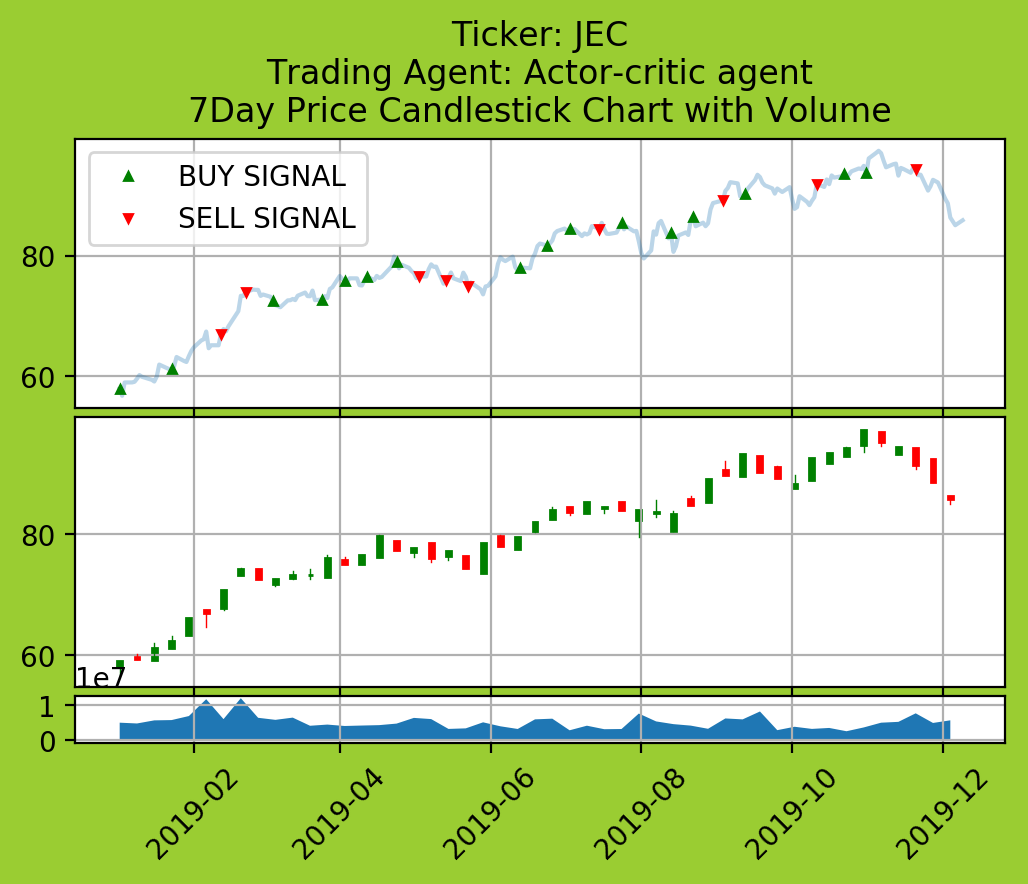 Ticker: JEC
Trading Agent: Actor-critic agent
7Day Price Candlestick Chart with Volume
BUY SIGNAL
SELL SIGNAL
80
60
80
60
1e7
1
0
2019-02
2019-04
2019-06
2019-08
2019-10
2019-12